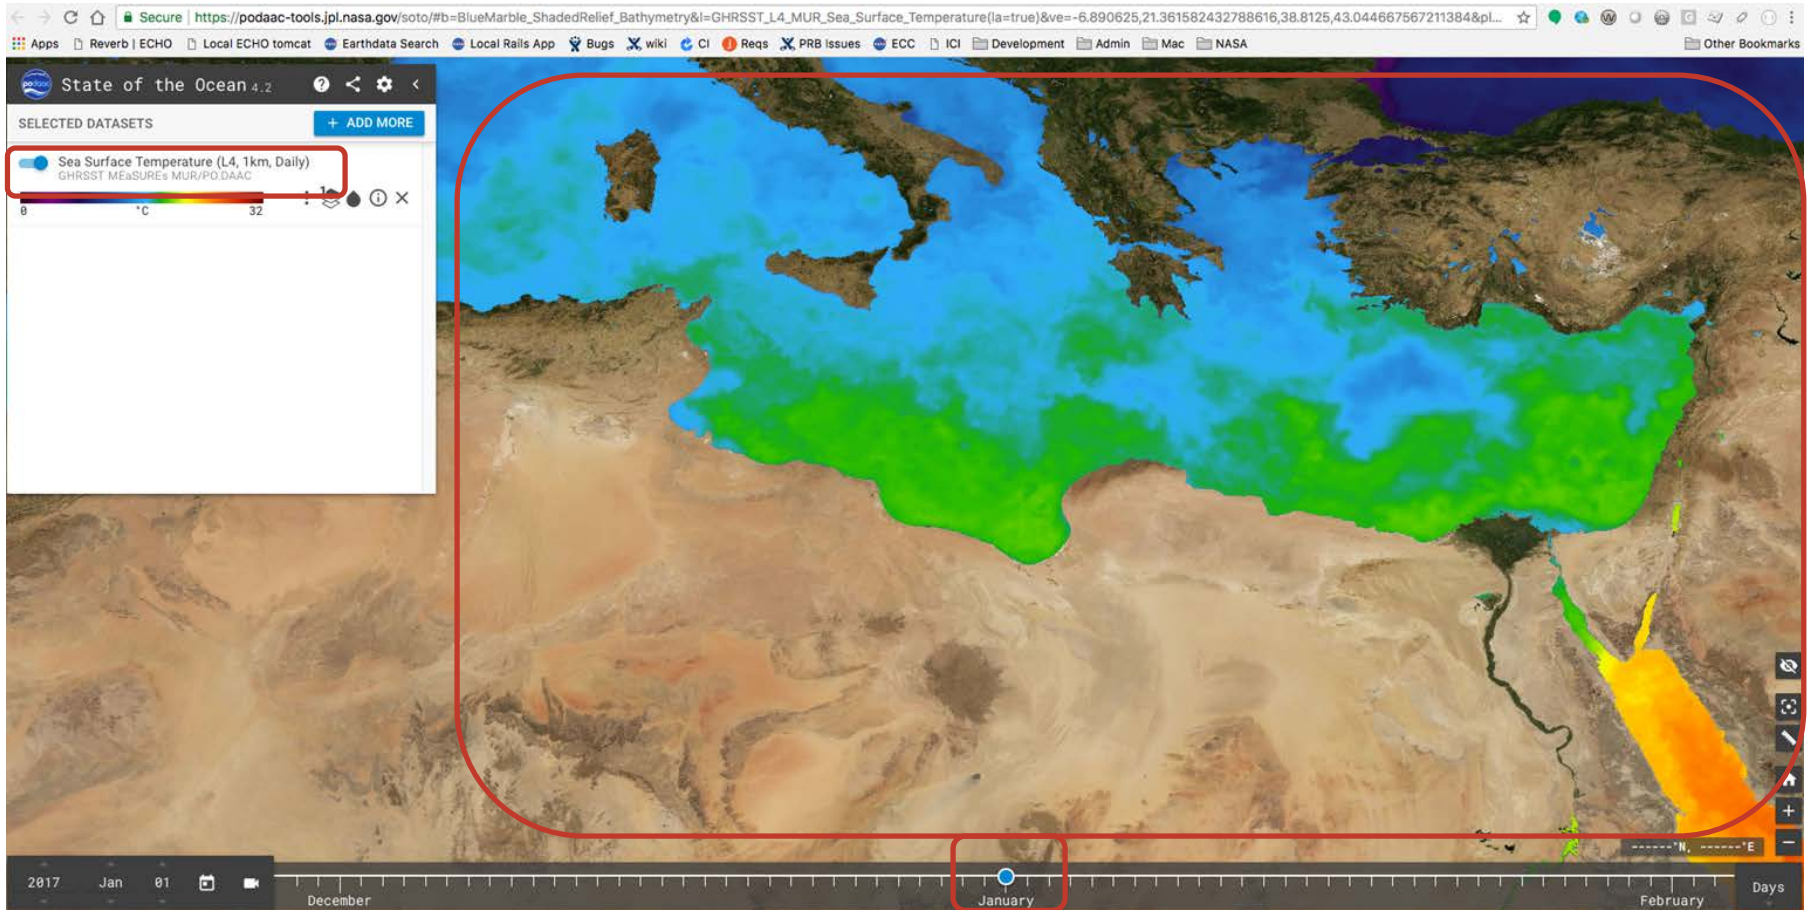 Secure https://podaac-tools.jpl.nasa.gov/soto/#b=BlueMarble_ShadedRelief_Bathymetry&l=GHRSST_L4_MUR_Sea_Surface_Temperature(la=true)&ve=-6.890625,21.361582432788616,38.8125,43.044667567211384&pl...
Apps Reverb | ECHO Local ECHO tomcat Earthdata Search Local Rails App Bugs wiki CI Reqs PRB Issues ECC ICI Development Admin Mac NASA Other Bookmarks
podaac State of the Ocean 4.2
SELECTED DATASETS + ADD MORE
Sea Surface Temperature (L4, 1km, Daily)
GHRSST MEaSUREs MUR/PO.DAAC
0 °C 32
------°N, ------°E
2017 Jan 01 Days
December January February